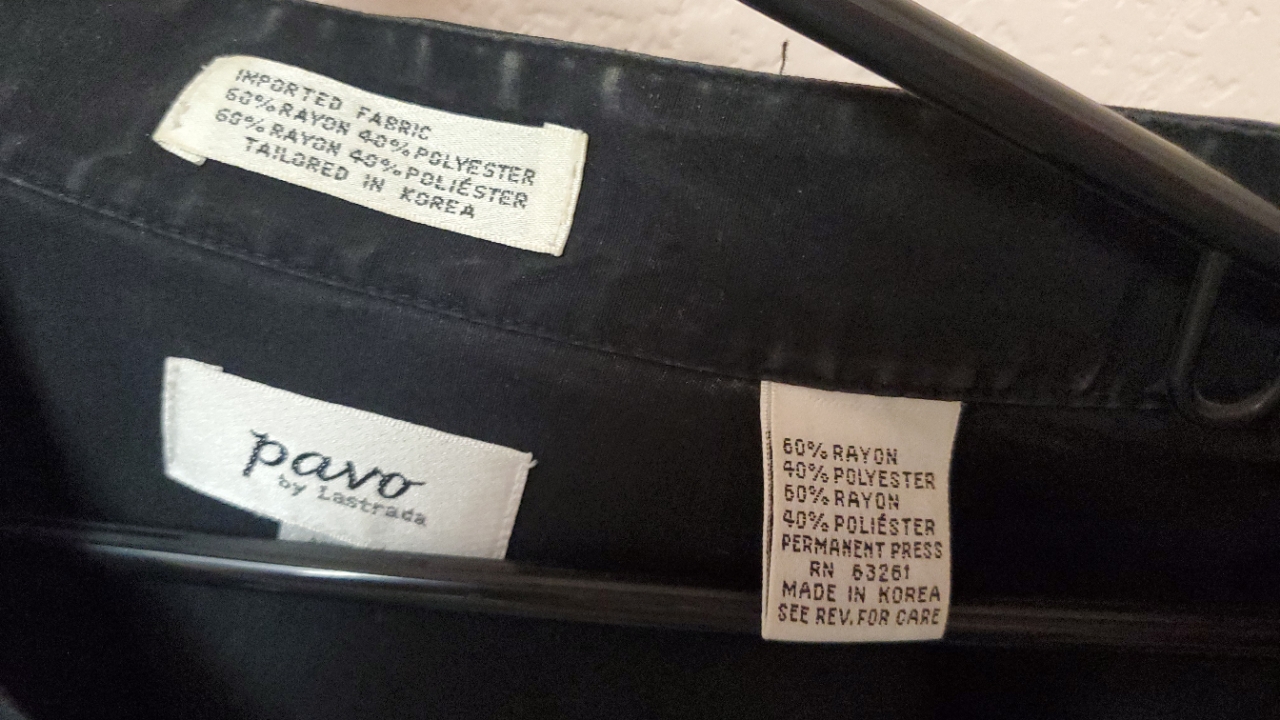 IMPORTED FABRIC
60% RAYON 40% POLYESTER
60% RAYON 40% POLIÉSTER
TAILORED IN KOREA
pavo
by Lastrada
60% RAYON
40% POLYESTER
60% RAYON
40% POLIÉSTER
PERMANENT PRESS
RN 63261
MADE IN KOREA
SEE REV. FOR CARE